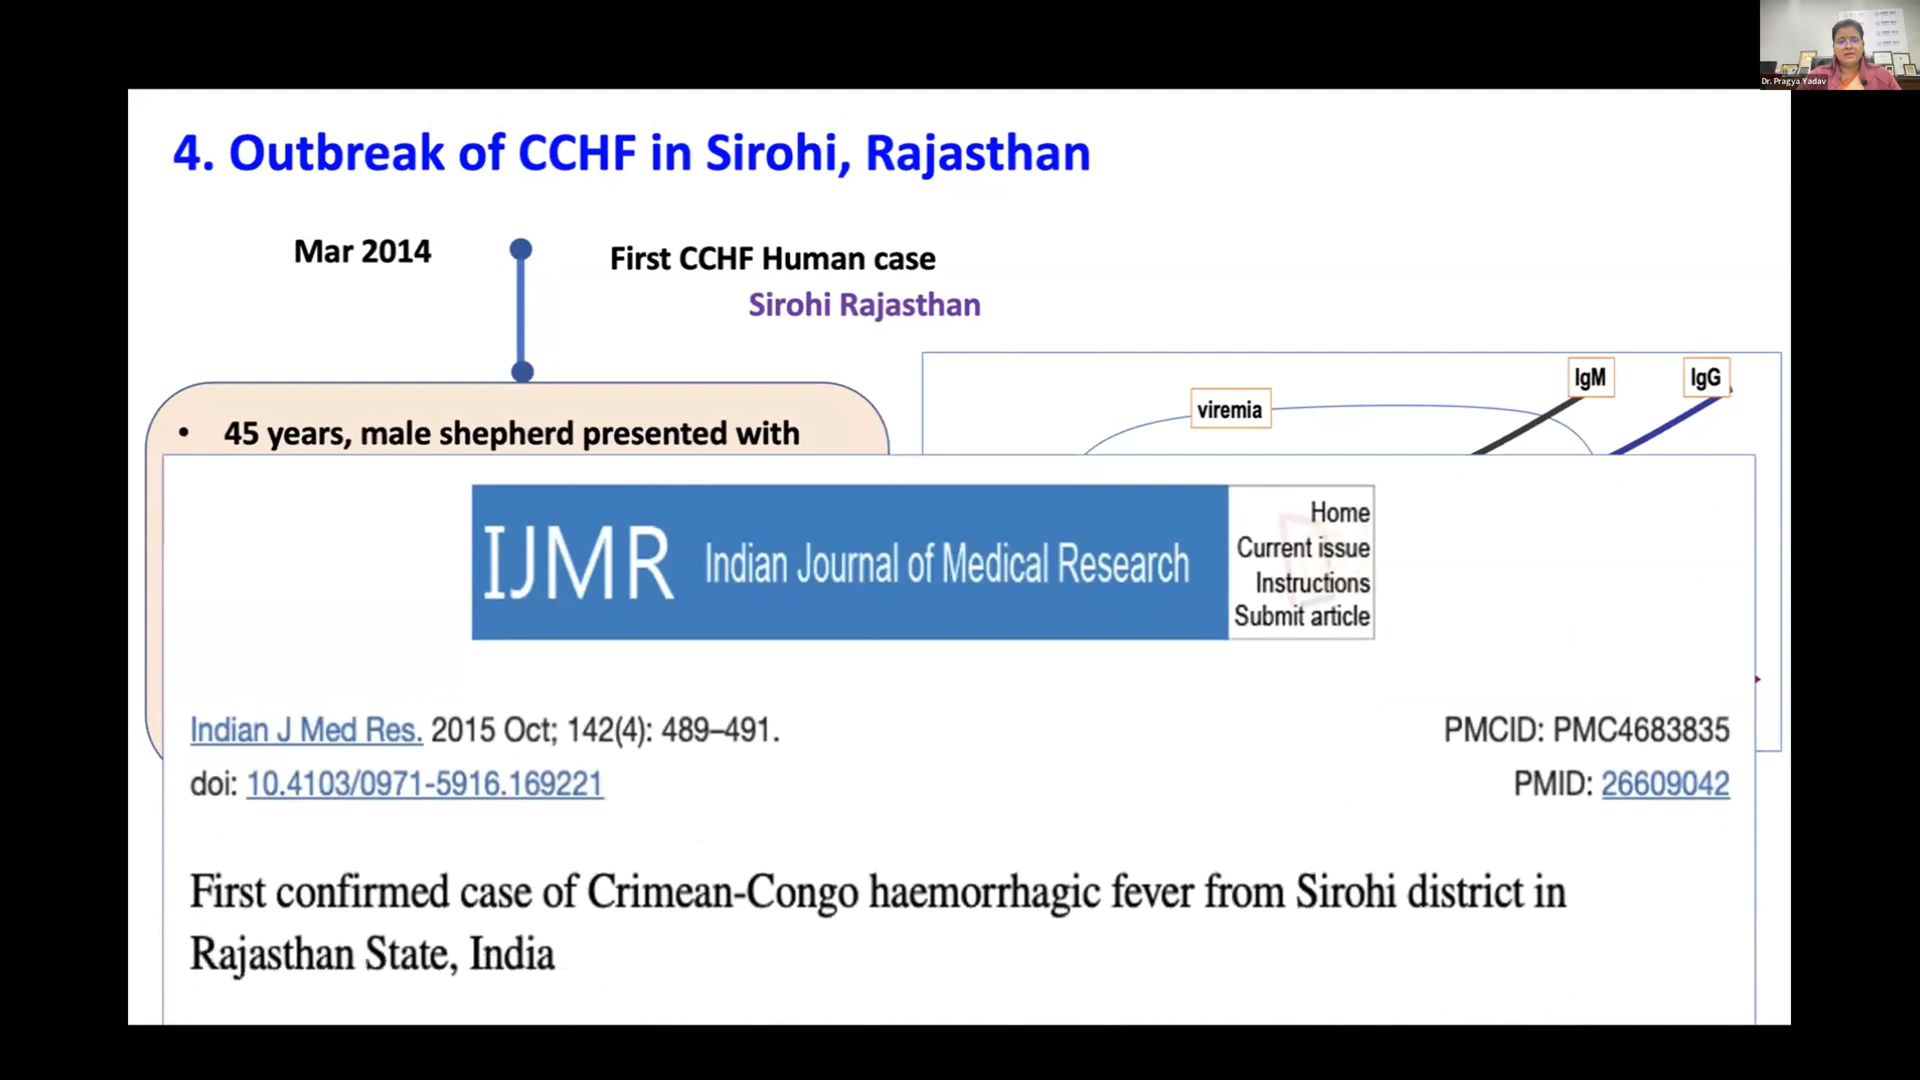 Dr. Pragya Yadav
4. Outbreak of CCHF in Sirohi, Rajasthan
Mar 2014
First CCHF Human case
Sirohi Rajasthan
• 45 years, male shepherd presented with
viremia
IgM
IgG
IJMR Indian Journal of Medical Research
Home
Current issue
Instructions
Submit article
Indian J Med Res. 2015 Oct; 142(4): 489–491.
doi: 10.4103/0971-5916.169221
PMCID: PMC4683835
PMID: 26609042
First confirmed case of Crimean-Congo haemorrhagic fever from Sirohi district in
Rajasthan State, India